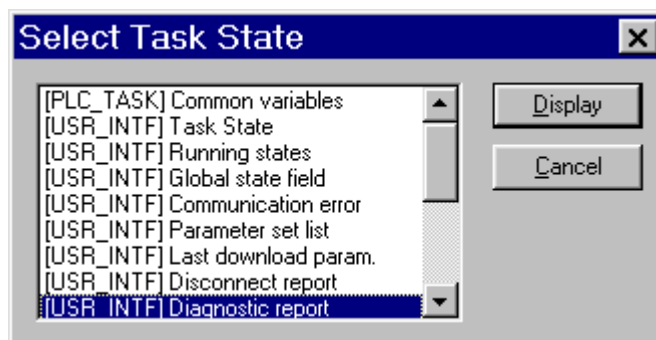 Select Task State
[PLC_TASK] Common variables
[USR_INTF] Task State
[USR_INTF] Running states
[USR_INTF] Global state field
[USR_INTF] Communication error
[USR_INTF] Parameter set list
[USR_INTF] Last download param.
[USR_INTF] Disconnect report
[USR_INTF] Diagnostic report
Display
Cancel